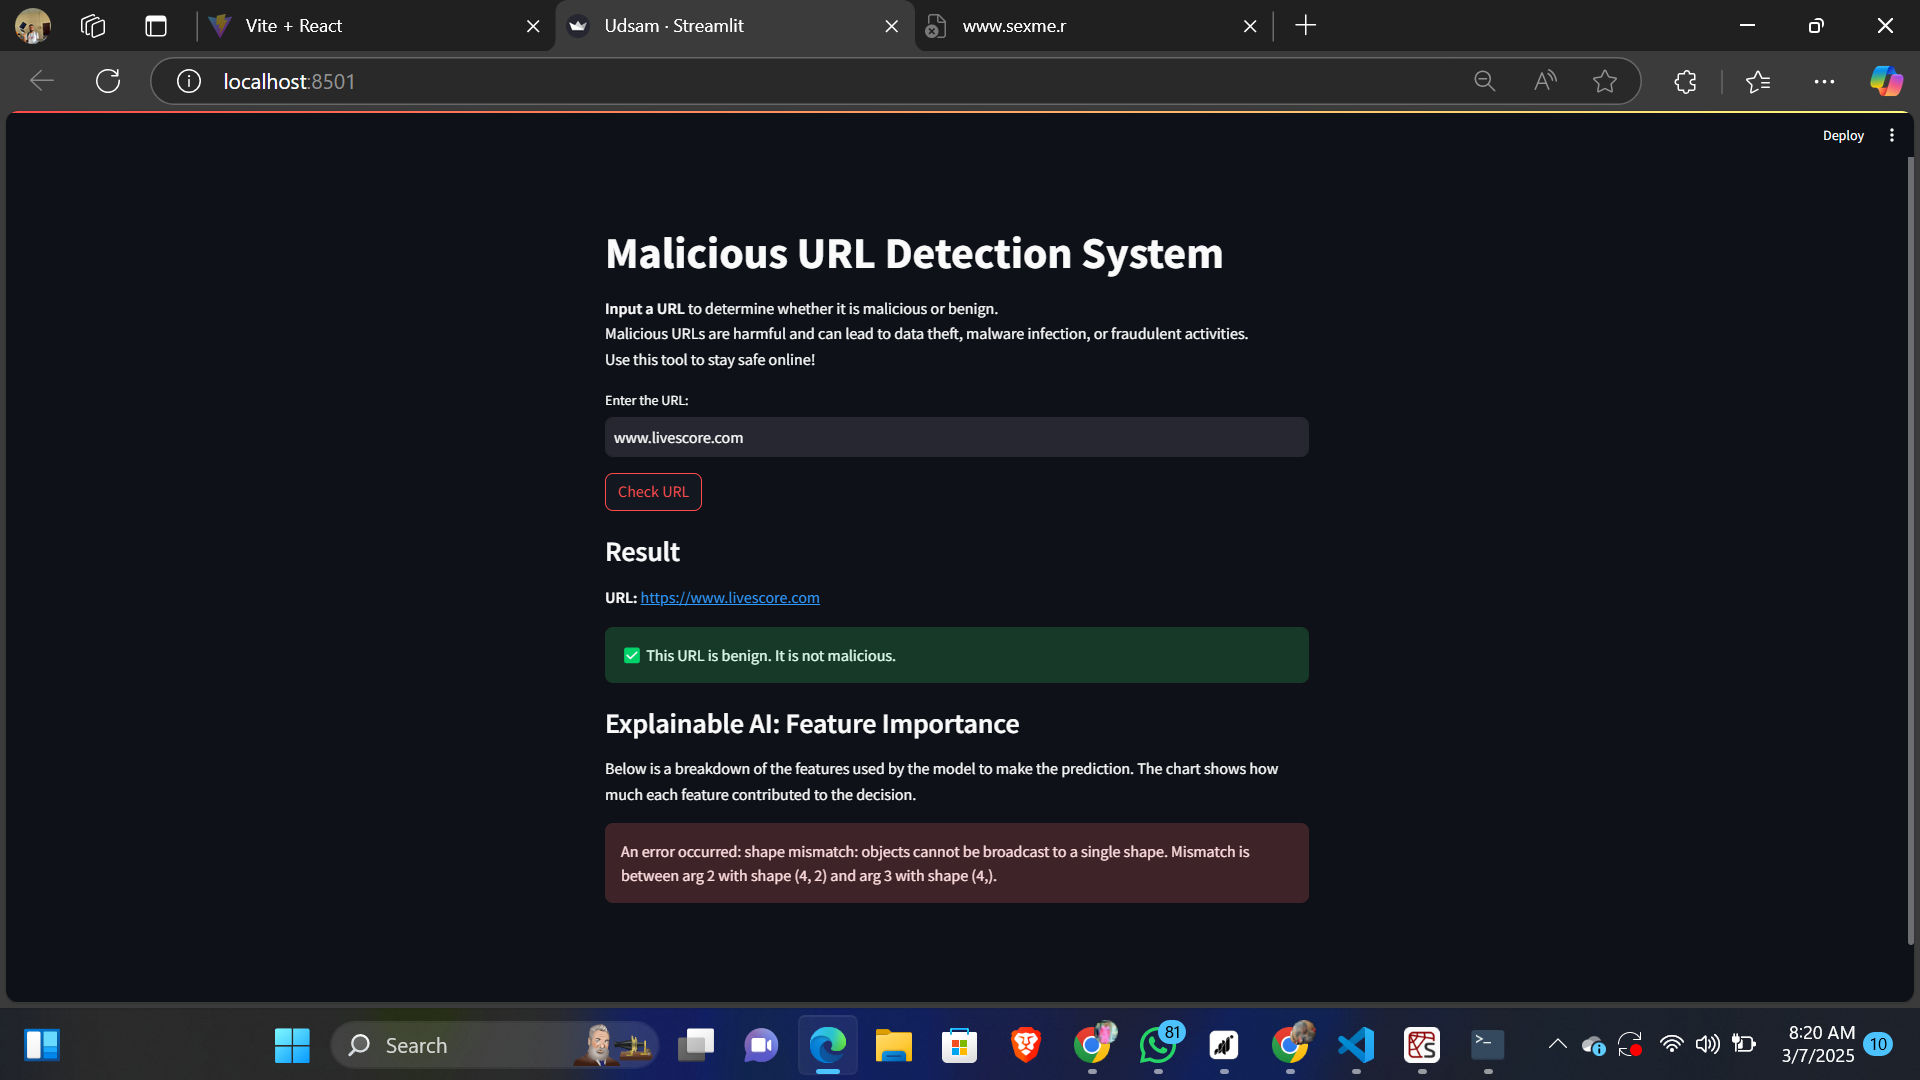 Vite + React
Udsam · Streamlit
www.sexme.r
localhost:8501
Deploy
Malicious URL Detection System
Input a URL to determine whether it is malicious or benign.
Malicious URLs are harmful and can lead to data theft, malware infection, or fraudulent activities.
Use this tool to stay safe online!
Enter the URL:
www.livescore.com
Check URL
Result
URL: https://www.livescore.com
✅ This URL is benign. It is not malicious.
Explainable AI: Feature Importance
Below is a breakdown of the features used by the model to make the prediction. The chart shows how
much each feature contributed to the decision.
An error occurred: shape mismatch: objects cannot be broadcast to a single shape. Mismatch is
between arg 2 with shape (4, 2) and arg 3 with shape (4,).
Search
81
8:20 AM
3/7/2025
10